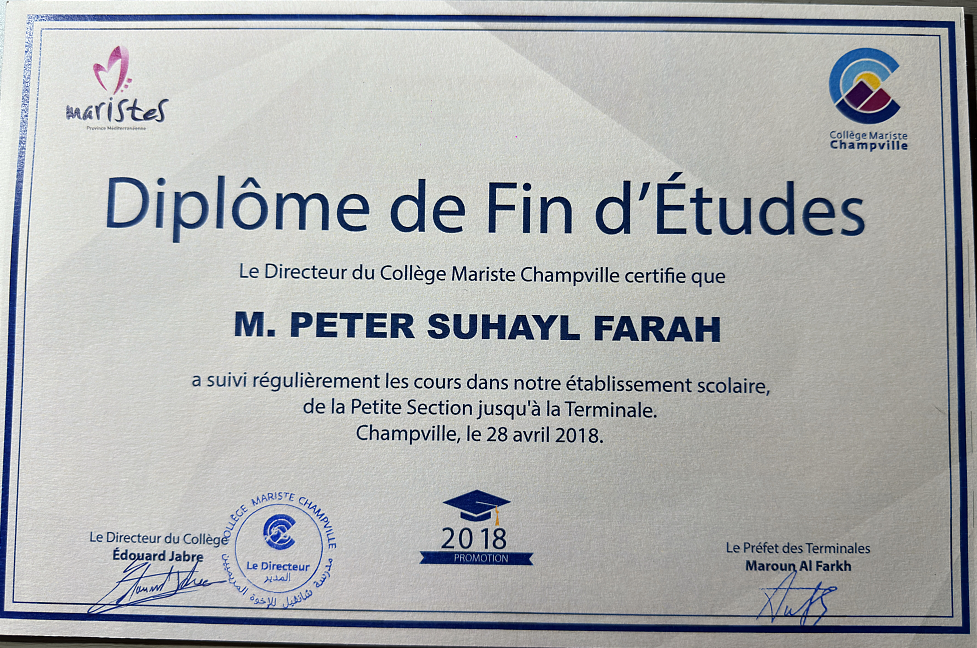 maristes
Province Méditerranéenne
Collège Mariste
Champville
Diplôme de Fin d'Études
Le Directeur du Collège Mariste Champville certifie que
M. PETER SUHAYL FARAH
a suivi régulièrement les cours dans notre établissement scolaire,
de la Petite Section jusqu'à la Terminale.
Champville, le 28 avril 2018.
Le Directeur du Collège
Édouard Jabre
COLLÈGE MARISTE CHAMPVILLE
Le Directeur
المدير
مدرسة شانڤيل للإخوة المريميين
2018
PROMOTION
Le Préfet des Terminales
Maroun Al Farkh